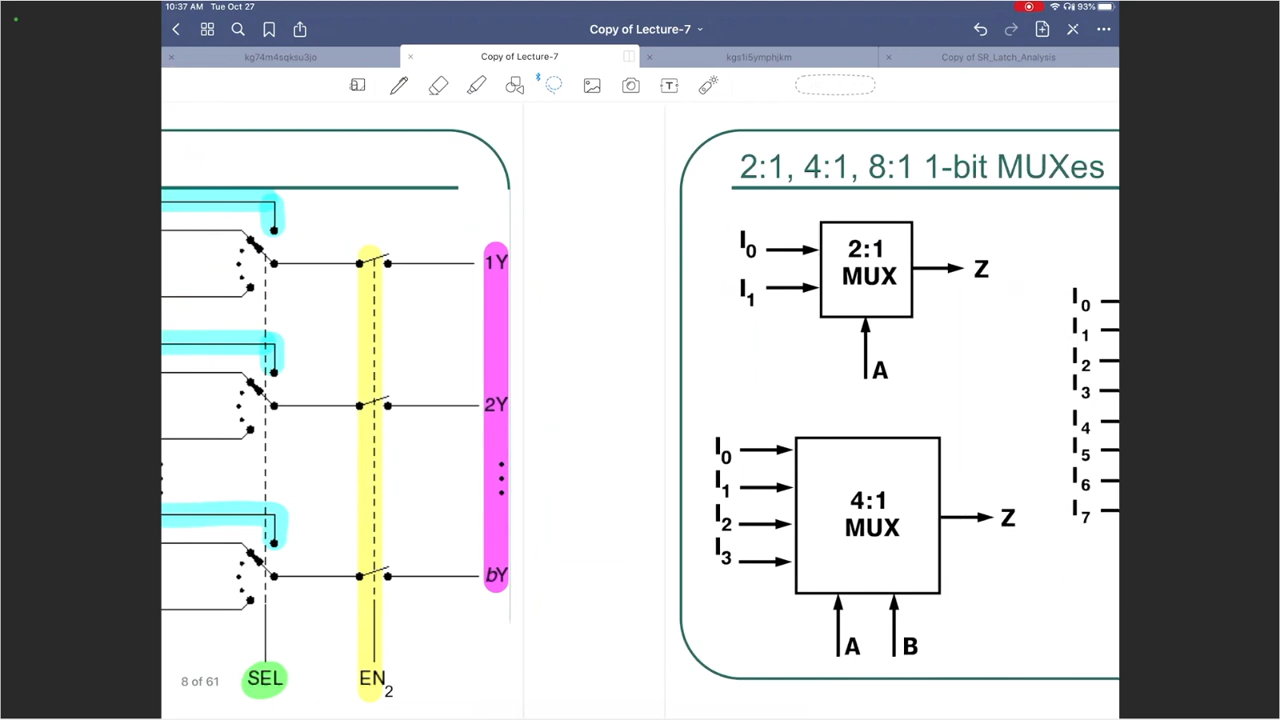 10:37 AM Tue Oct 27
93%
Copy of Lecture-7
kg74m4sqksu3jo
Copy of Lecture-7
kgs1i5ymphjkm
Copy of SR_Latch_Analysis
1Y
2Y
bY
SEL
EN2
8 of 61
2:1, 4:1, 8:1 1-bit MUXes
I0
I1
2:1
MUX
Z
A
I0
I1
I2
I3
4:1
MUX
Z
A
B
I0
I1
I2
I3
I4
I5
I6
I7